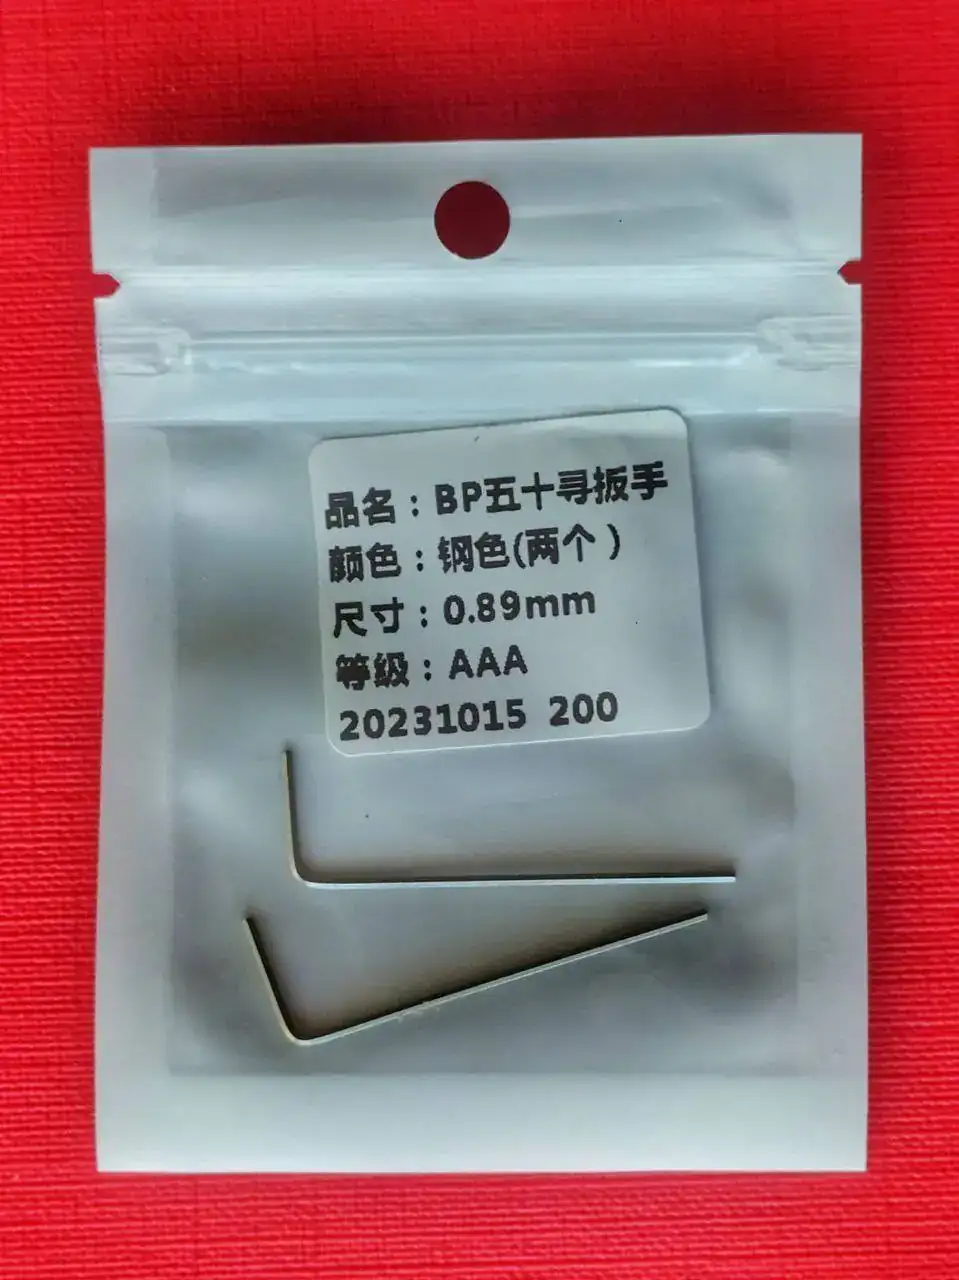 品名：BP五十寻扳手
颜色：钢色(两个）
尺寸：0.89mm
等级：AAA
20231015 200